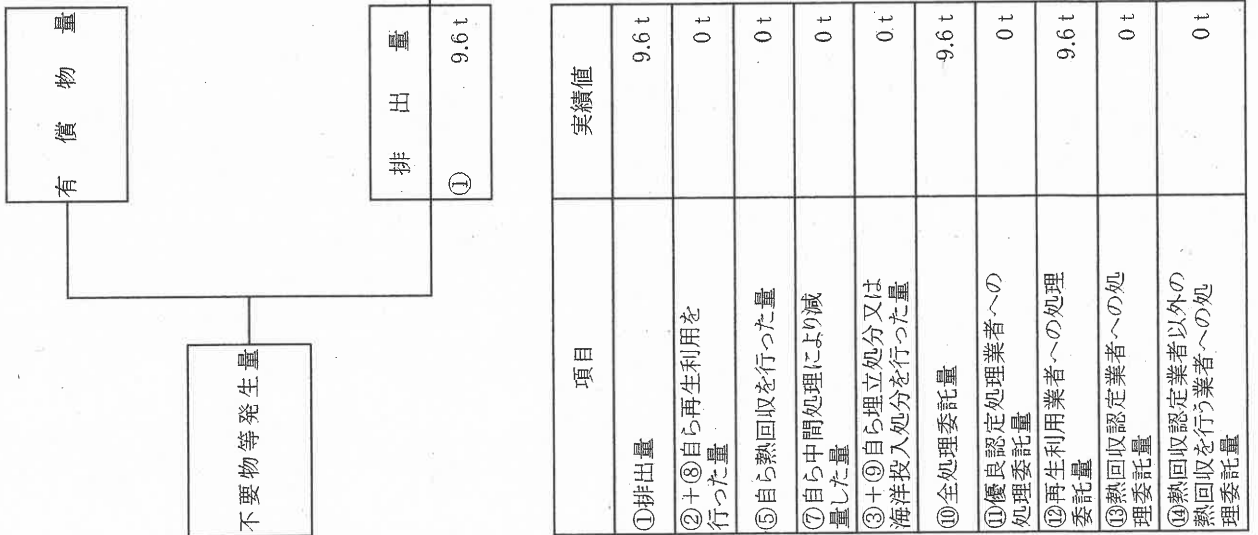 有償物量
不要物等発生量
排出量
① 9.6 t
項目 実績値
①排出量 9.6 t
②+⑧自ら再生利用を
行った量 0 t
⑤自ら熱回収を行った量 0 t
⑦自ら中間処理により減
量した量 0 t
③+⑨自ら埋立処分又は
海洋投入処分を行った量 0 t
⑩全処理委託量 9.6 t
⑪優良認定処理業者への
処理委託量 0 t
⑫再生利用業者への処理
委託量 9.6 t
⑬熱回収認定業者への処
理委託量 0 t
⑭熱回収認定業者以外の
熱回収を行う業者への処
理委託量 0 t